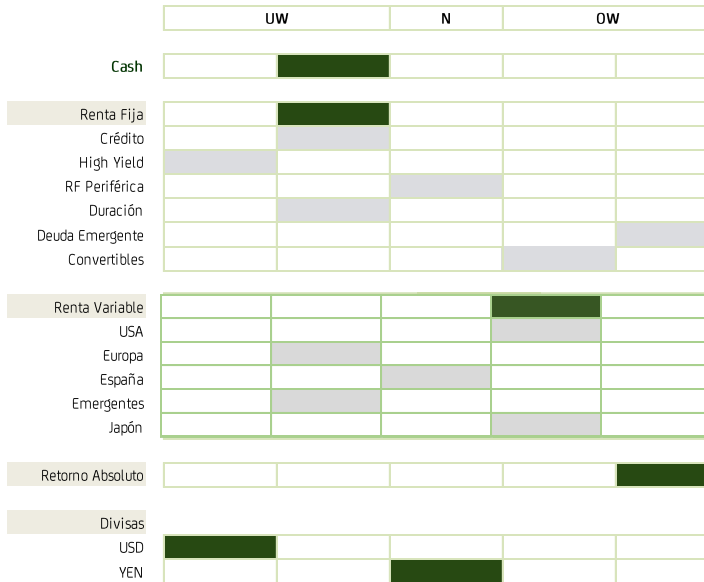 UW N OW
Cash
Renta Fija
Crédito
High Yield
RF Periférica
Duración
Deuda Emergente
Convertibles
Renta Variable
USA
Europa
España
Emergentes
Japón
Retorno Absoluto
Divisas
USD
YEN